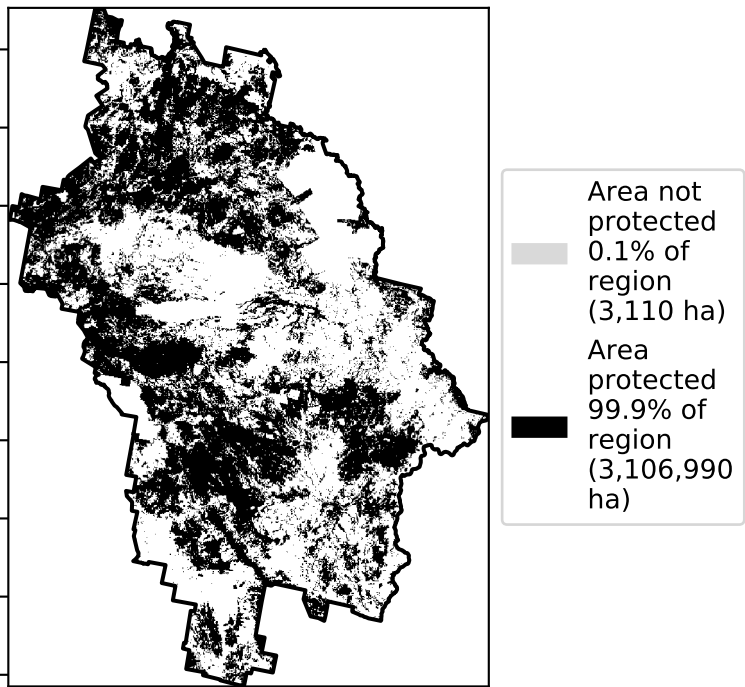 Area not
protected
0.1% of
region
(3,110 ha)
Area
protected
99.9% of
region
(3,106,990
ha)